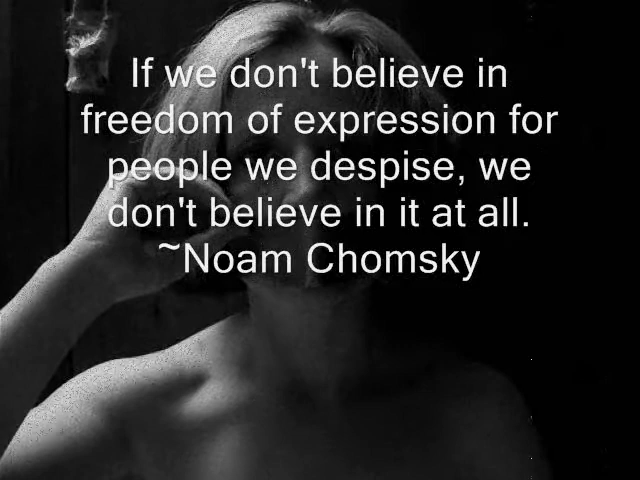 If we don't believe in
freedom of expression for
people we despise, we
don't believe in it at all.
~Noam Chomsky